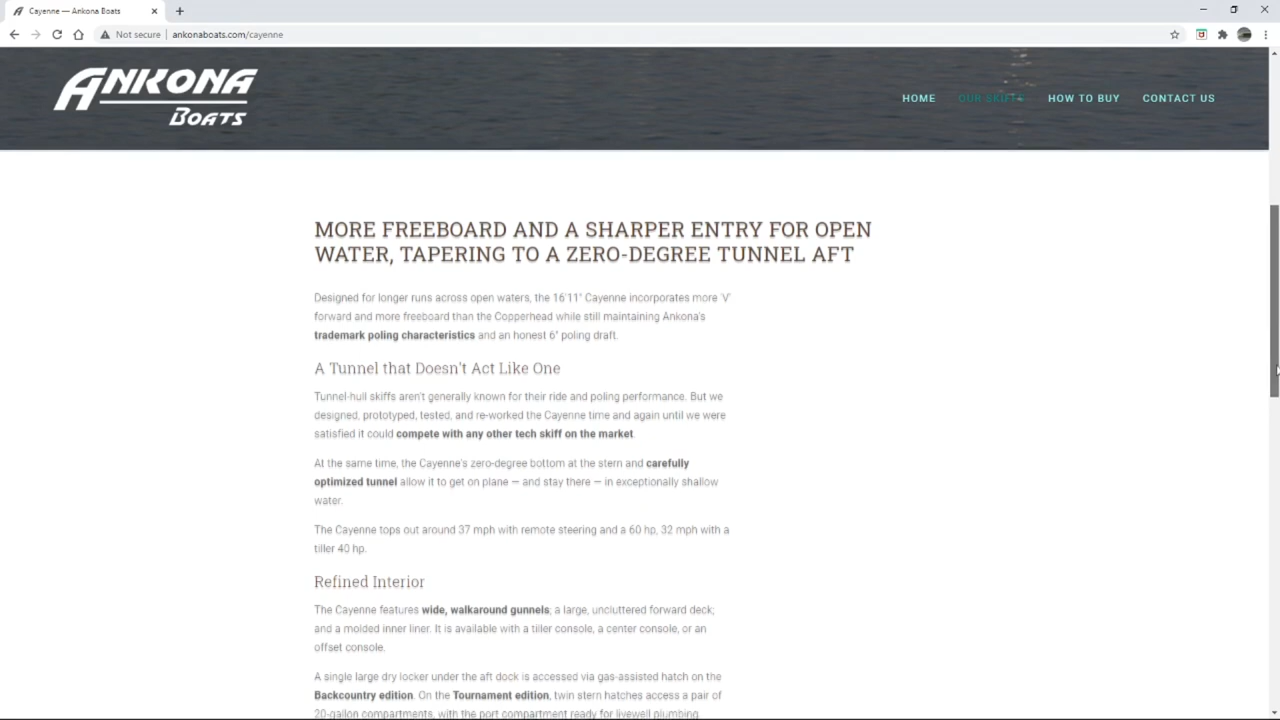 Cayenne — Ankona Boats
Not secure | ankonaboats.com/cayenne
ANKONA
BOATS
HOME OUR SKIFFS HOW TO BUY CONTACT US
MORE FREEBOARD AND A SHARPER ENTRY FOR OPEN
WATER, TAPERING TO A ZERO-DEGREE TUNNEL AFT
Designed for longer runs across open waters, the 16'11" Cayenne incorporates more 'V'
forward and more freeboard than the Copperhead while still maintaining Ankona's
trademark poling characteristics and an honest 6" poling draft.
A Tunnel that Doesn't Act Like One
Tunnel-hull skiffs aren't generally known for their ride and poling performance. But we
designed, prototyped, tested, and re-worked the Cayenne time and again until we were
satisfied it could compete with any other tech skiff on the market.
At the same time, the Cayenne's zero-degree bottom at the stern and carefully
optimized tunnel allow it to get on plane — and stay there — in exceptionally shallow
water.
The Cayenne tops out around 37 mph with remote steering and a 60 hp, 32 mph with a
tiller 40 hp.
Refined Interior
The Cayenne features wide, walkaround gunnels; a large, uncluttered forward deck;
and a molded inner liner. It is available with a tiller console, a center console, or an
offset console.
A single large dry locker under the aft dock is accessed via gas-assisted hatch on the
Backcountry edition. On the Tournament edition, twin stern hatches access a pair of
20-gallon compartments, with the port compartment ready for livewell plumbing.